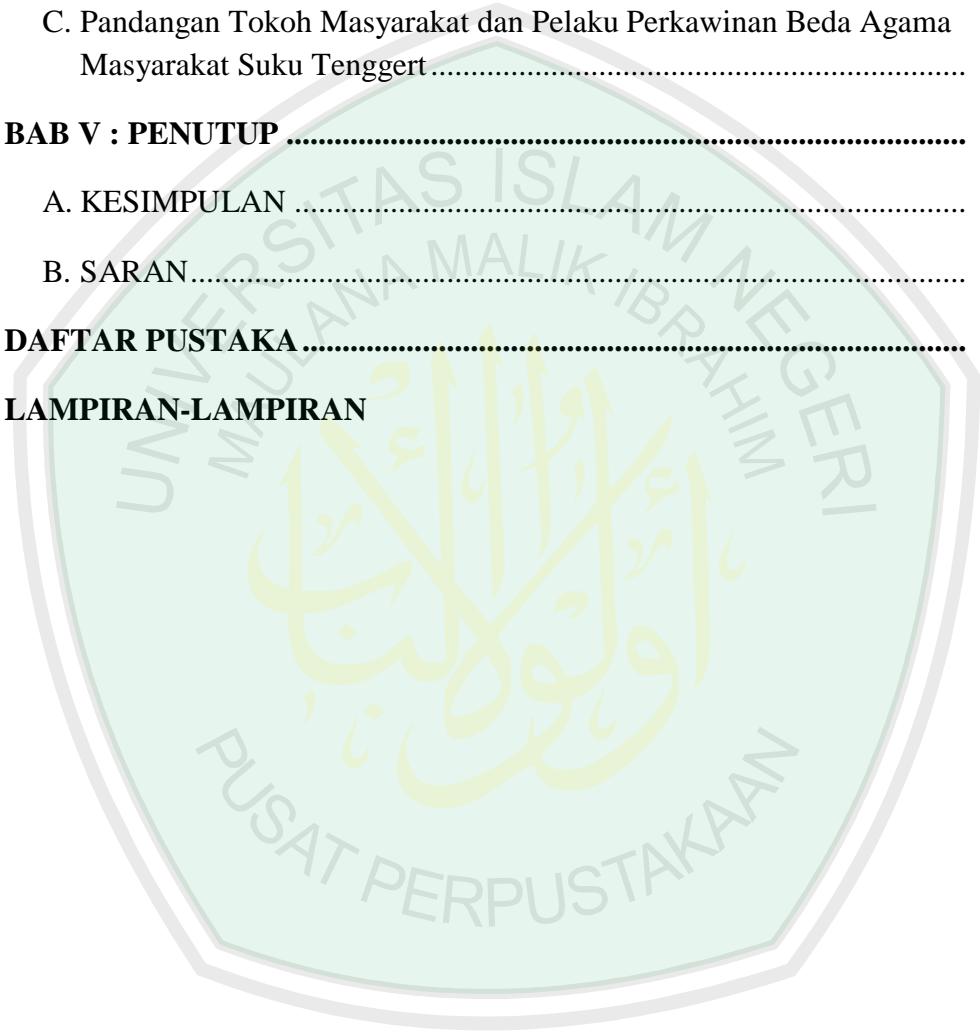 C. Pandangan Tokoh Masyarakat dan Pelaku Perkawinan Beda Agama
Masyarakat Suku Tenggert....................................................................
BAB V : PENUTUP ......................................................................................
A. KESIMPULAN .....................................................................................
B. SARAN..................................................................................................
DAFTAR PUSTAKA ....................................................................................
LAMPIRAN-LAMPIRAN
UNIVERSITAS ISLAM NEGERI
MAULANA MALIK IBRAHIM
PUSAT PERPUSTAKAAN